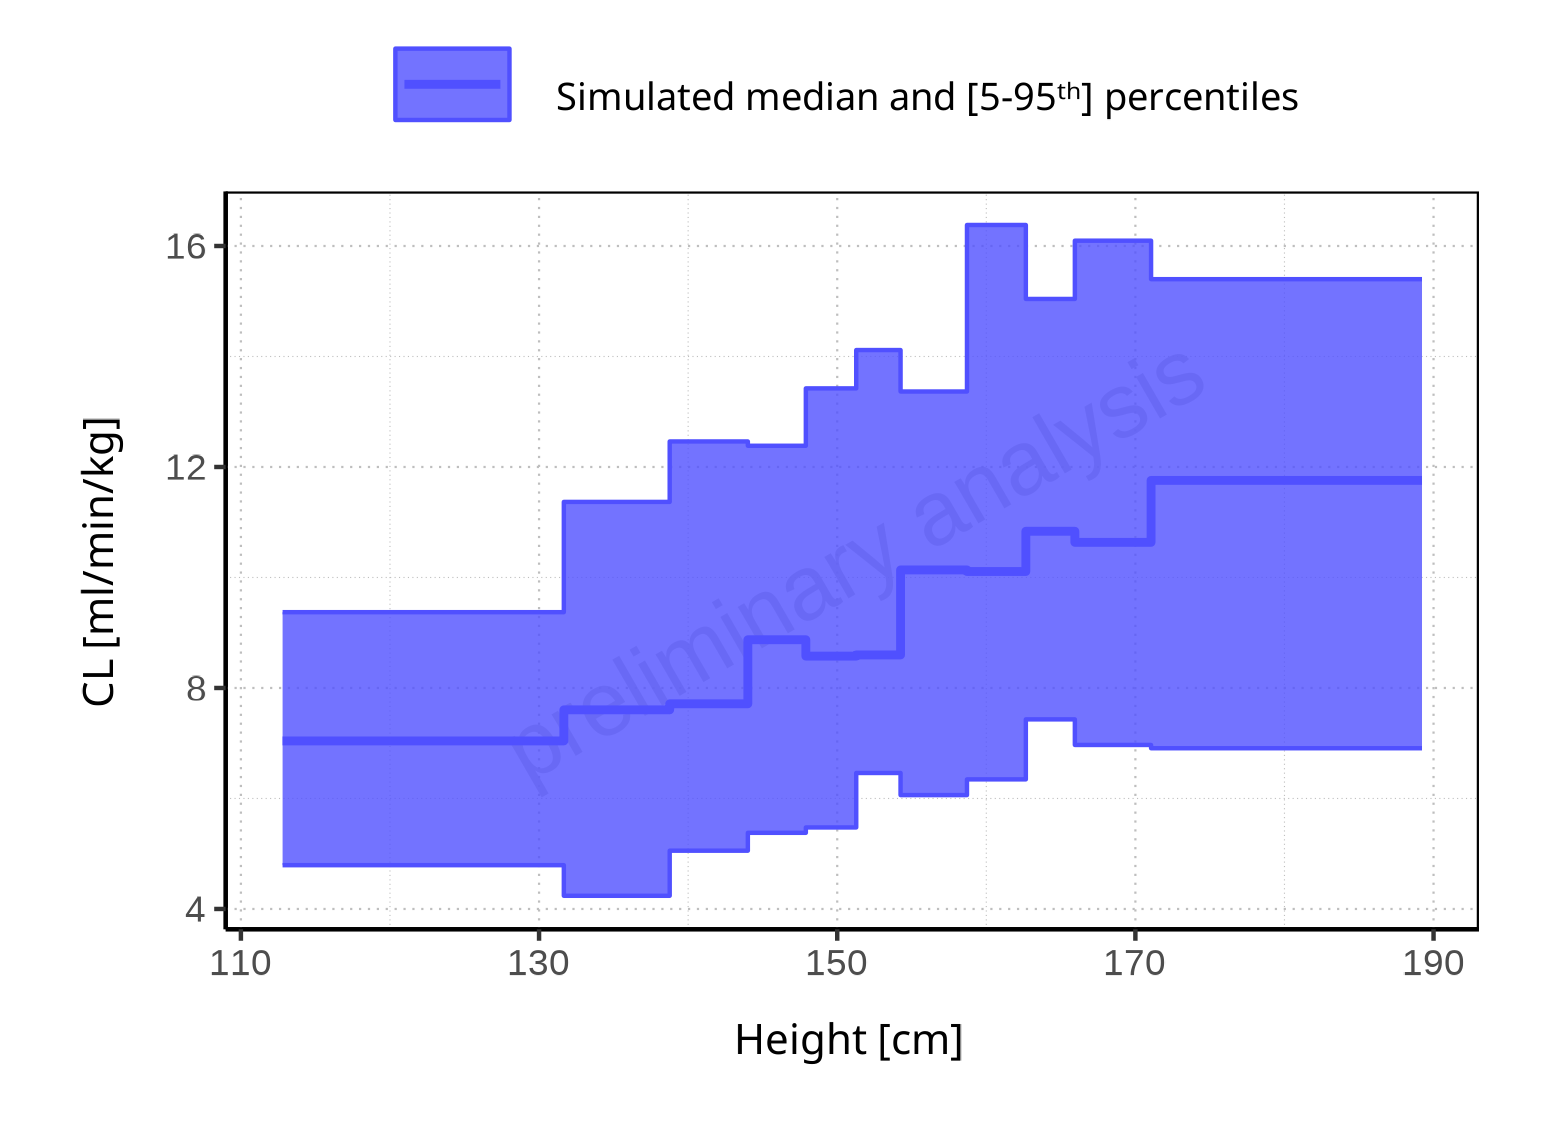 Simulated median and [5-95ᵗʰ] percentiles
16
12
8
4
CL [ml/min/kg]
preliminary analysis
110 130 150 170 190
Height [cm]